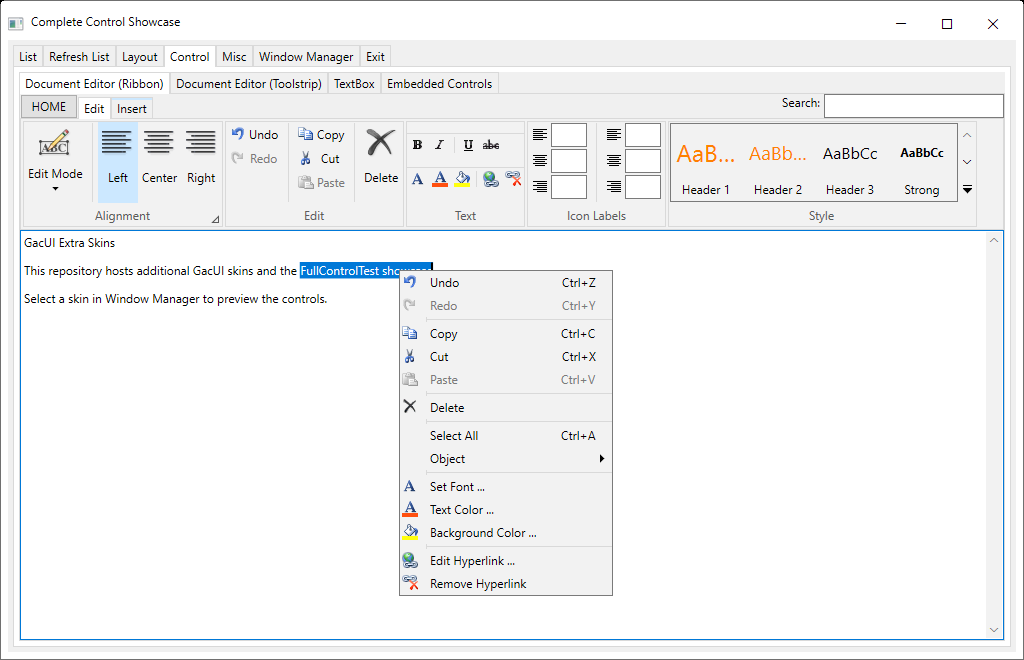 Complete Control Showcase
List Refresh List Layout Control Misc Window Manager Exit
Document Editor (Ribbon) Document Editor (Toolstrip) TextBox Embedded Controls
HOME Edit Insert Search:
ABC
Edit Mode
Left Center Right
Alignment
Undo
Redo
Copy
Cut
Paste
Delete
Edit
B I U abc
A A
Text
Icon Labels
AaB... AaBb... AaBbCc AaBbCc
Header 1 Header 2 Header 3 Strong
Style
GacUI Extra Skins
This repository hosts additional GacUI skins and the FullControlTest
Select a skin in Window Manager to preview the controls.
Undo Ctrl+Z
Redo Ctrl+Y
Copy Ctrl+C
Cut Ctrl+X
Paste Ctrl+V
Delete
Select All Ctrl+A
Object
A Set Font ...
A Text Color ...
Background Color ...
Edit Hyperlink ...
Remove Hyperlink